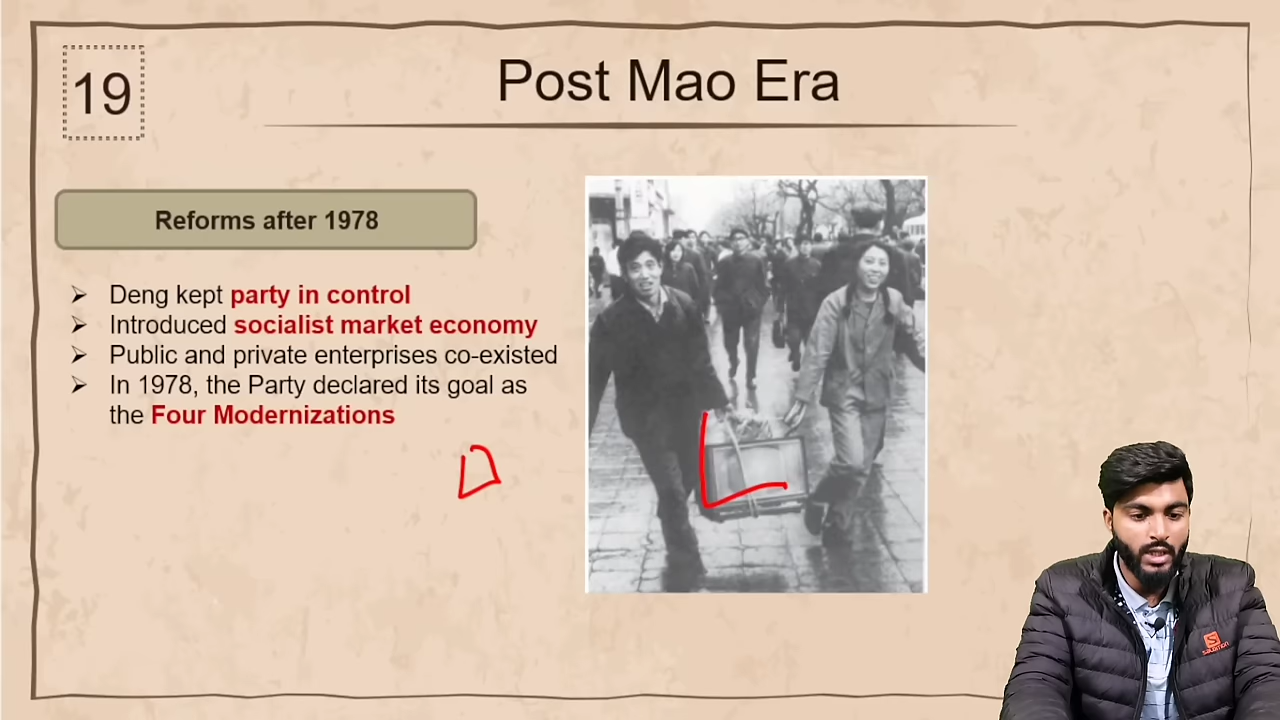 19
Post Mao Era
Reforms after 1978
➢ Deng kept party in control
➢ Introduced socialist market economy
➢ Public and private enterprises co-existed
➢ In 1978, the Party declared its goal as
the Four Modernizations
S
salomon